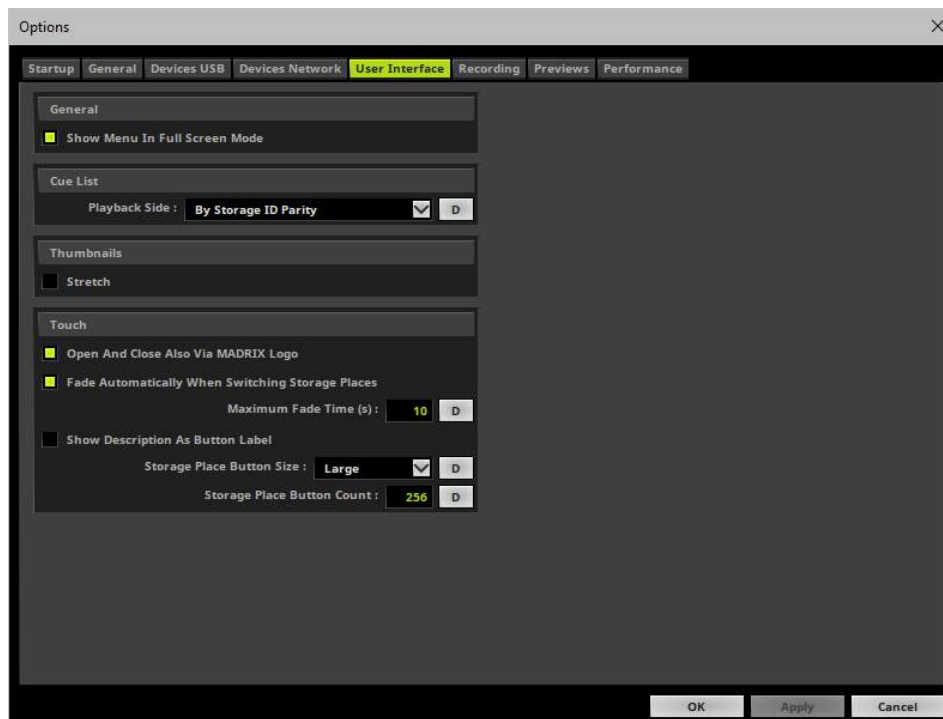 Options
Startup General Devices USB Devices Network User Interface Recording Previews Performance
General
Show Menu In Full Screen Mode
Cue List
Playback Side : By Storage ID Parity D
Thumbnails
Stretch
Touch
Open And Close Also Via MADRIX Logo
Fade Automatically When Switching Storage Places
Maximum Fade Time (s) : 10 D
Show Description As Button Label
Storage Place Button Size : Large D
Storage Place Button Count : 256 D
OK Apply Cancel